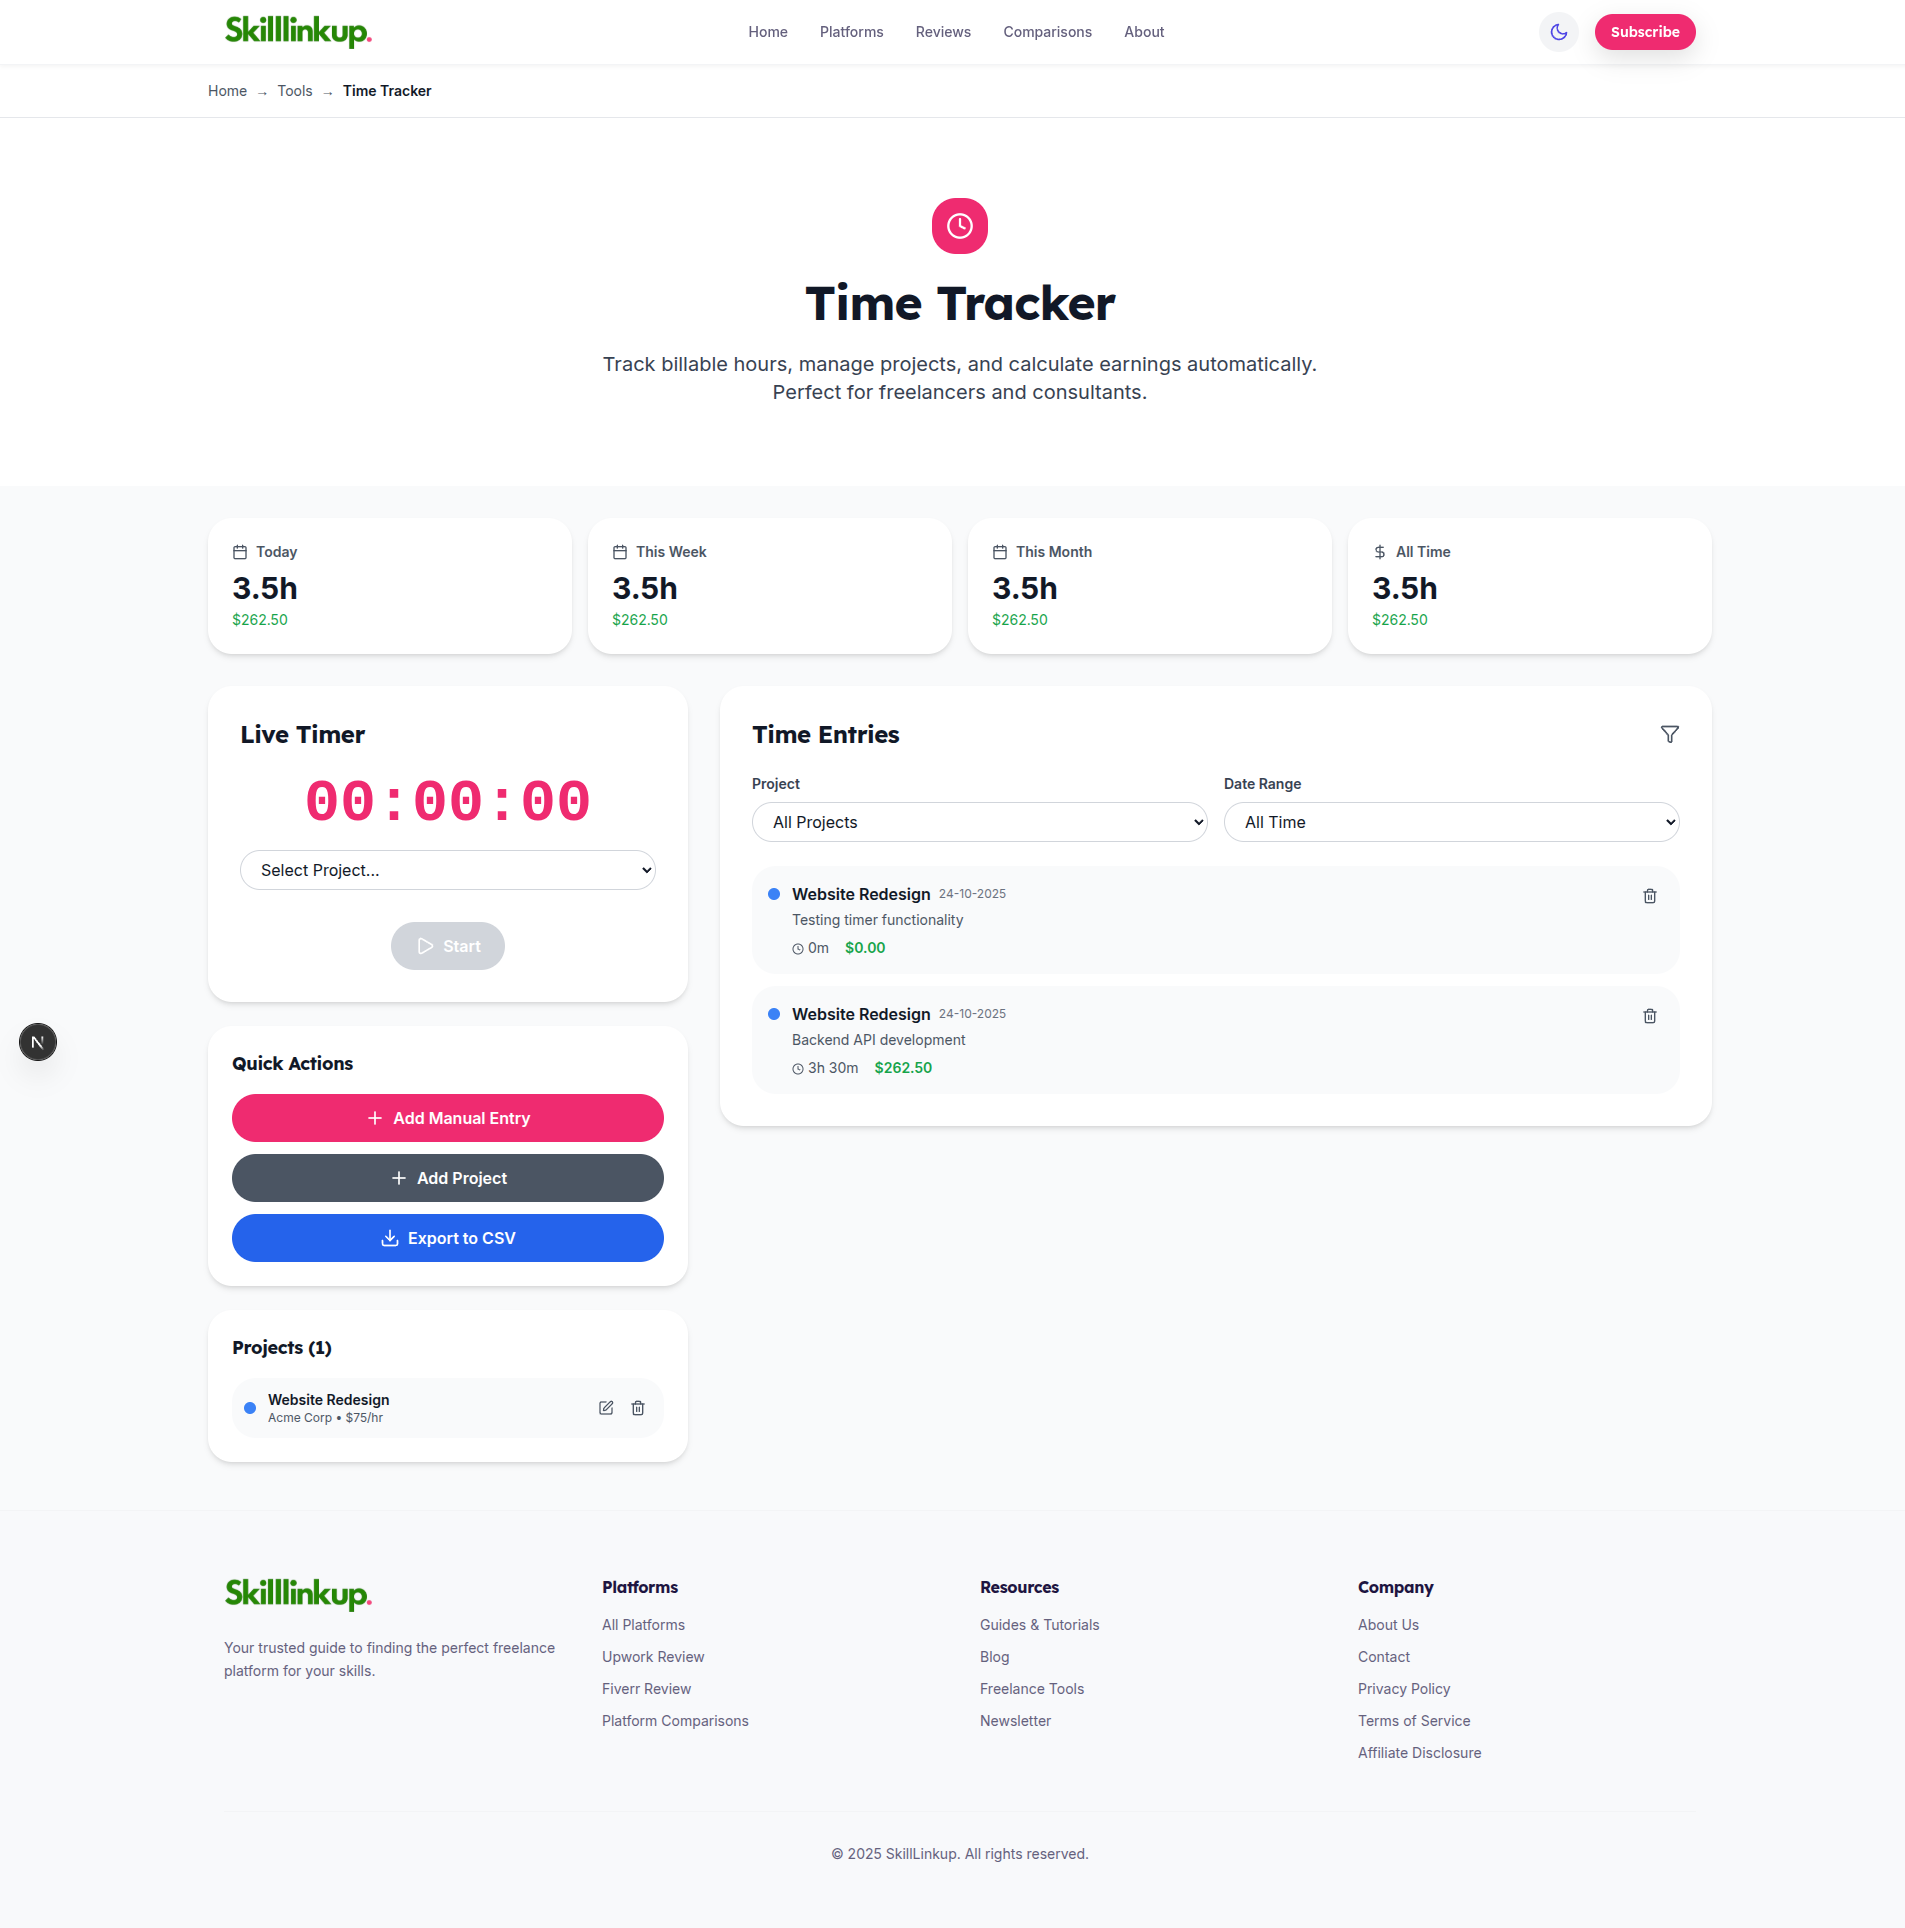 Skilllinkup.
Home Platforms Reviews Comparisons About
Subscribe
Home → Tools → Time Tracker
Time Tracker
Track billable hours, manage projects, and calculate earnings automatically.
Perfect for freelancers and consultants.
Today
3.5h
$262.50
This Week
3.5h
$262.50
This Month
3.5h
$262.50
All Time
3.5h
$262.50
Live Timer
00:00:00
Select Project...
Start
Quick Actions
Add Manual Entry
Add Project
Export to CSV
Projects (1)
Website Redesign
Acme Corp • $75/hr
Time Entries
Project
All Projects
Date Range
All Time
Website Redesign 24-10-2025
Testing timer functionality
0m $0.00
Website Redesign 24-10-2025
Backend API development
3h 30m $262.50
N
Skilllinkup.
Your trusted guide to finding the perfect freelance
platform for your skills.
Platforms
All Platforms
Upwork Review
Fiverr Review
Platform Comparisons
Resources
Guides & Tutorials
Blog
Freelance Tools
Newsletter
Company
About Us
Contact
Privacy Policy
Terms of Service
Affiliate Disclosure
© 2025 SkillLinkup. All rights reserved.